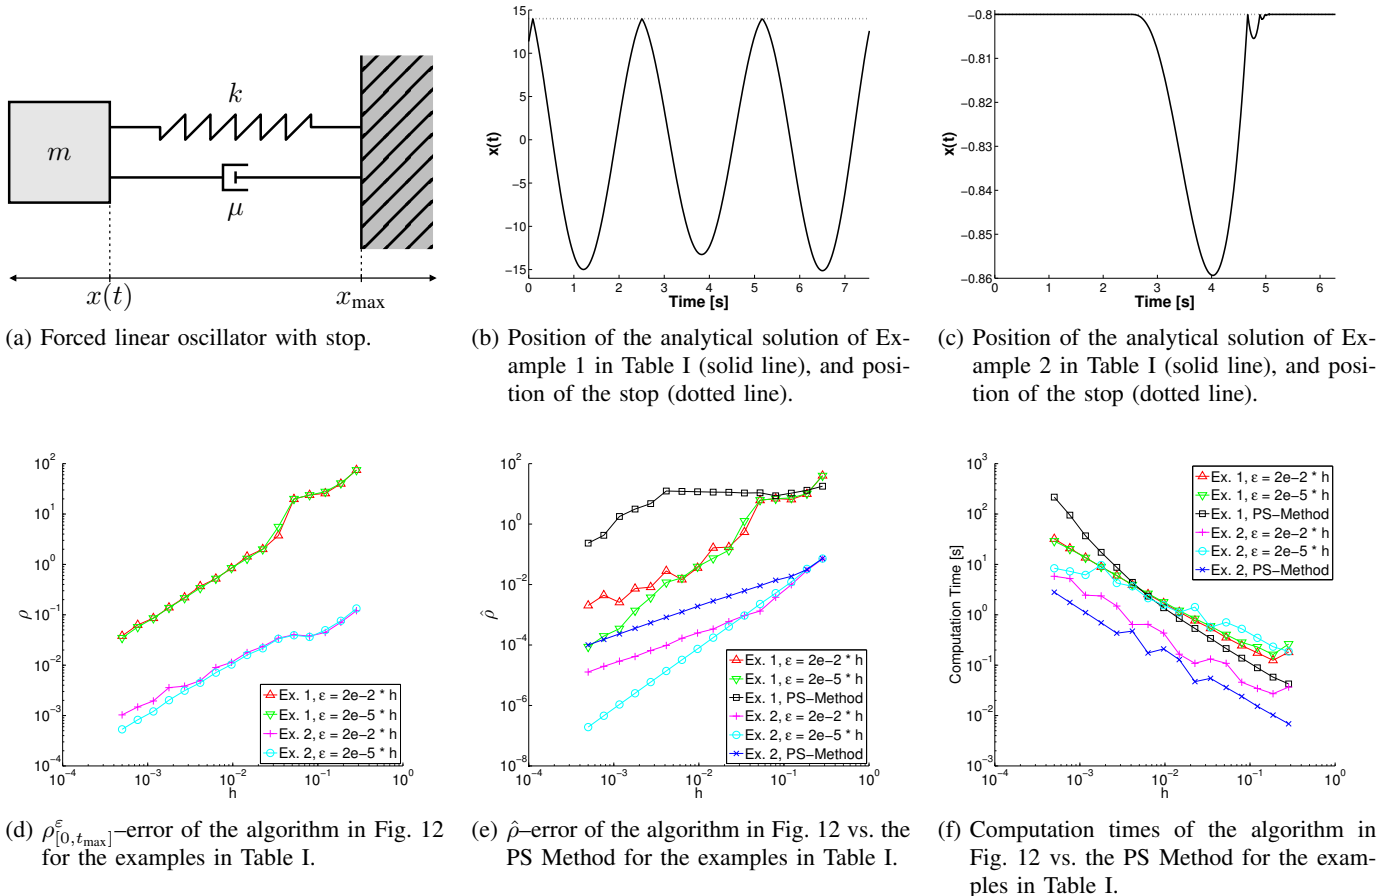 m
k
μ
x(t)
x_max
(a) Forced linear oscillator with stop.
15
10
5
0
−5
−10
−15
x(t)
0 1 2 3 4 5 6 7
Time [s]
(b) Position of the analytical solution of Ex-
ample 1 in Table I (solid line), and posi-
tion of the stop (dotted line).
−0.8
−0.81
−0.82
−0.83
−0.84
−0.85
−0.86
x(t)
0 1 2 3 4 5 6
Time [s]
(c) Position of the analytical solution of Ex-
ample 2 in Table I (solid line), and posi-
tion of the stop (dotted line).
10^2
10^1
10^0
10^−1
10^−2
10^−3
10^−4
ρ
10^−4 10^−3 10^−2 10^−1 10^0
h
Ex. 1, ε = 2e−2 * h
Ex. 1, ε = 2e−5 * h
Ex. 2, ε = 2e−2 * h
Ex. 2, ε = 2e−5 * h
(d) ρ^ε_[0,t_max]–error of the algorithm in Fig. 12
for the examples in Table I.
10^2
10^0
10^−2
10^−4
10^−6
10^−8
ρ̂
10^−4 10^−3 10^−2 10^−1 10^0
h
Ex. 1, ε = 2e−2 * h
Ex. 1, ε = 2e−5 * h
Ex. 1, PS−Method
Ex. 2, ε = 2e−2 * h
Ex. 2, ε = 2e−5 * h
Ex. 2, PS−Method
(e) ρ̂–error of the algorithm in Fig. 12 vs. the
PS Method for the examples in Table I.
10^3
10^2
10^1
10^0
10^−1
10^−2
10^−3
Computation Time [s]
10^−4 10^−3 10^−2 10^−1 10^0
h
Ex. 1, ε = 2e−2 * h
Ex. 1, ε = 2e−5 * h
Ex. 1, PS−Method
Ex. 2, ε = 2e−2 * h
Ex. 2, ε = 2e−5 * h
Ex. 2, PS−Method
(f) Computation times of the algorithm in
Fig. 12 vs. the PS Method for the exam-
ples in Table I.